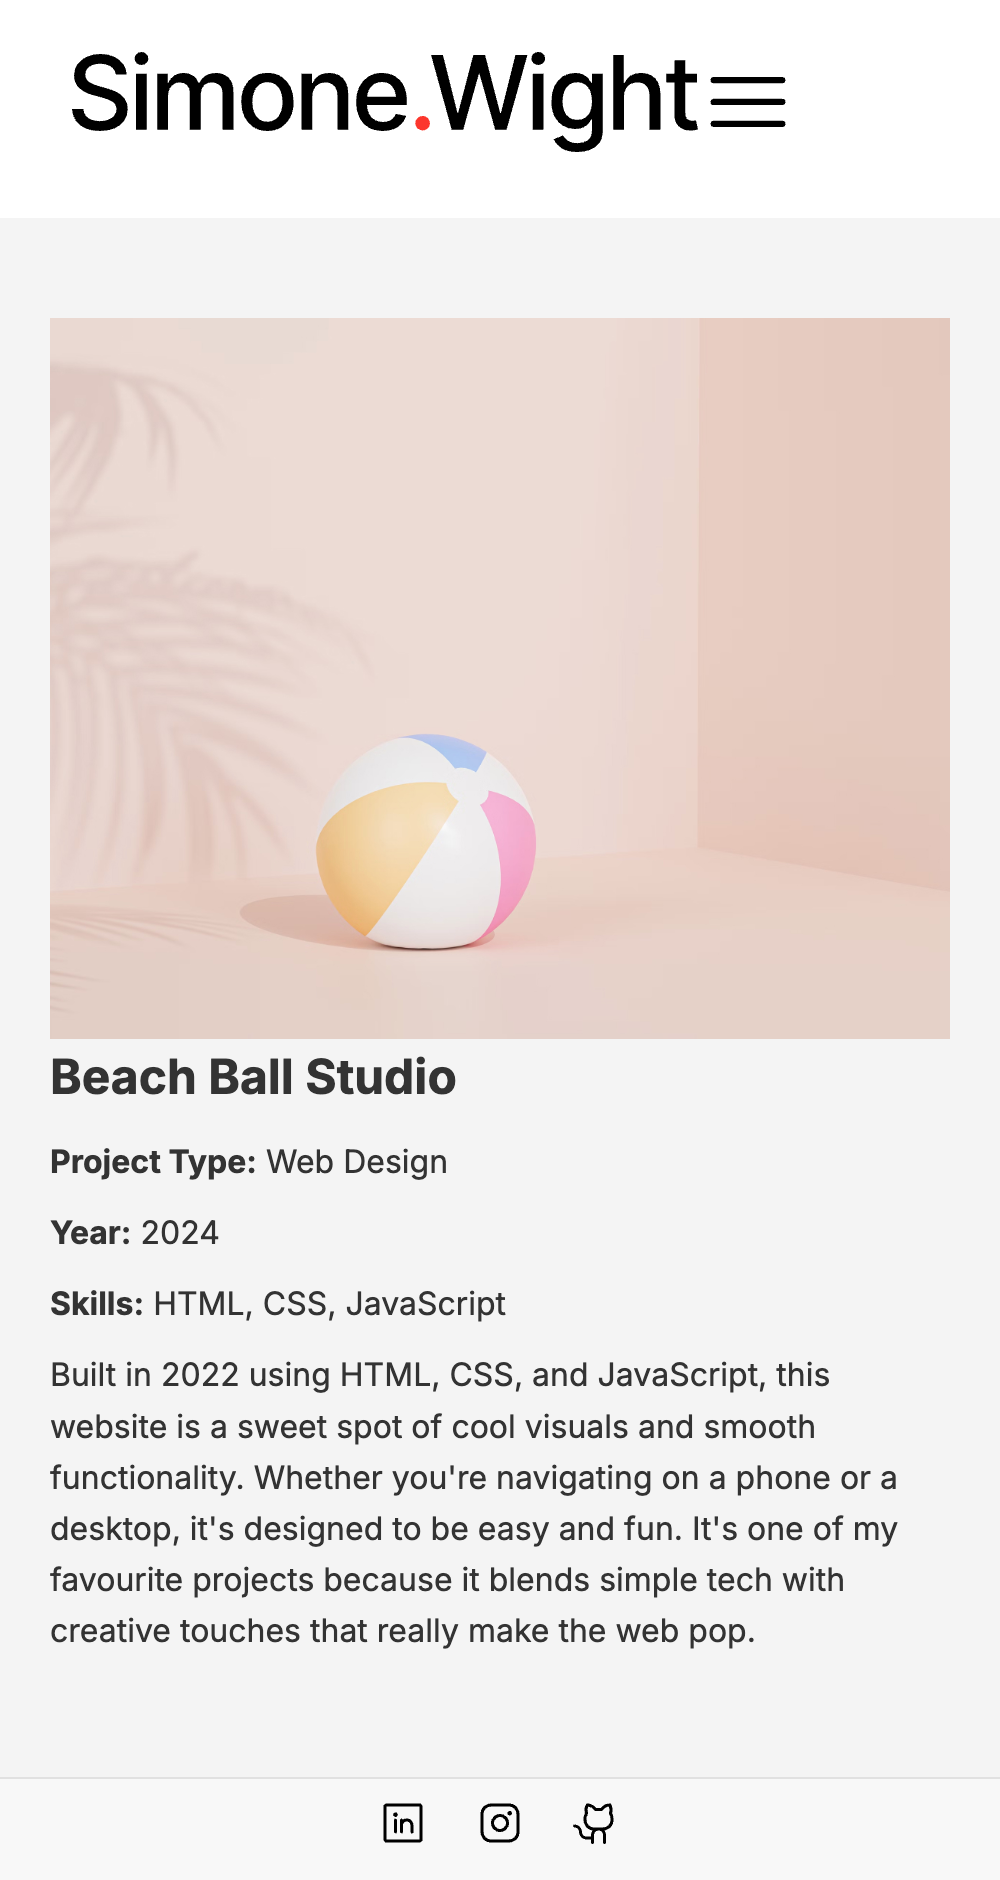 Simone.Wight
Beach Ball Studio
Project Type: Web Design
Year: 2024
Skills: HTML, CSS, JavaScript
Built in 2022 using HTML, CSS, and JavaScript, this
website is a sweet spot of cool visuals and smooth
functionality. Whether you're navigating on a phone or a
desktop, it's designed to be easy and fun. It's one of my
favourite projects because it blends simple tech with
creative touches that really make the web pop.
in